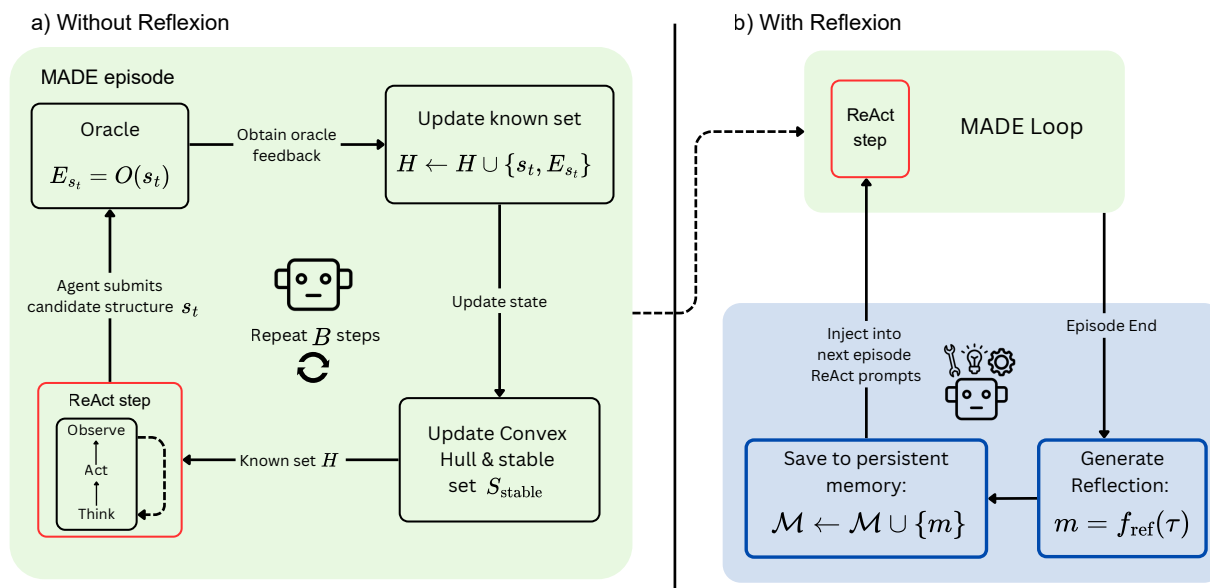 a) Without Reflexion
MADE episode
Oracle
$E_{s_t} = O(s_t)$
Obtain oracle
feedback
Update known set
$H \leftarrow H \cup \{s_t, E_{s_t}\}$
Agent submits
candidate structure $s_t$
Repeat $B$ steps
Update state
ReAct step
Observe
Act
Think
Known set $H$
Update Convex
Hull & stable
set $S_{\text{stable}}$
b) With Reflexion
ReAct
step
MADE Loop
Inject into
next episode
ReAct prompts
Episode End
Save to persistent
memory:
$\mathcal{M} \leftarrow \mathcal{M} \cup \{m\}$
Generate
Reflection:
$m = f_{\text{ref}}(\tau)$